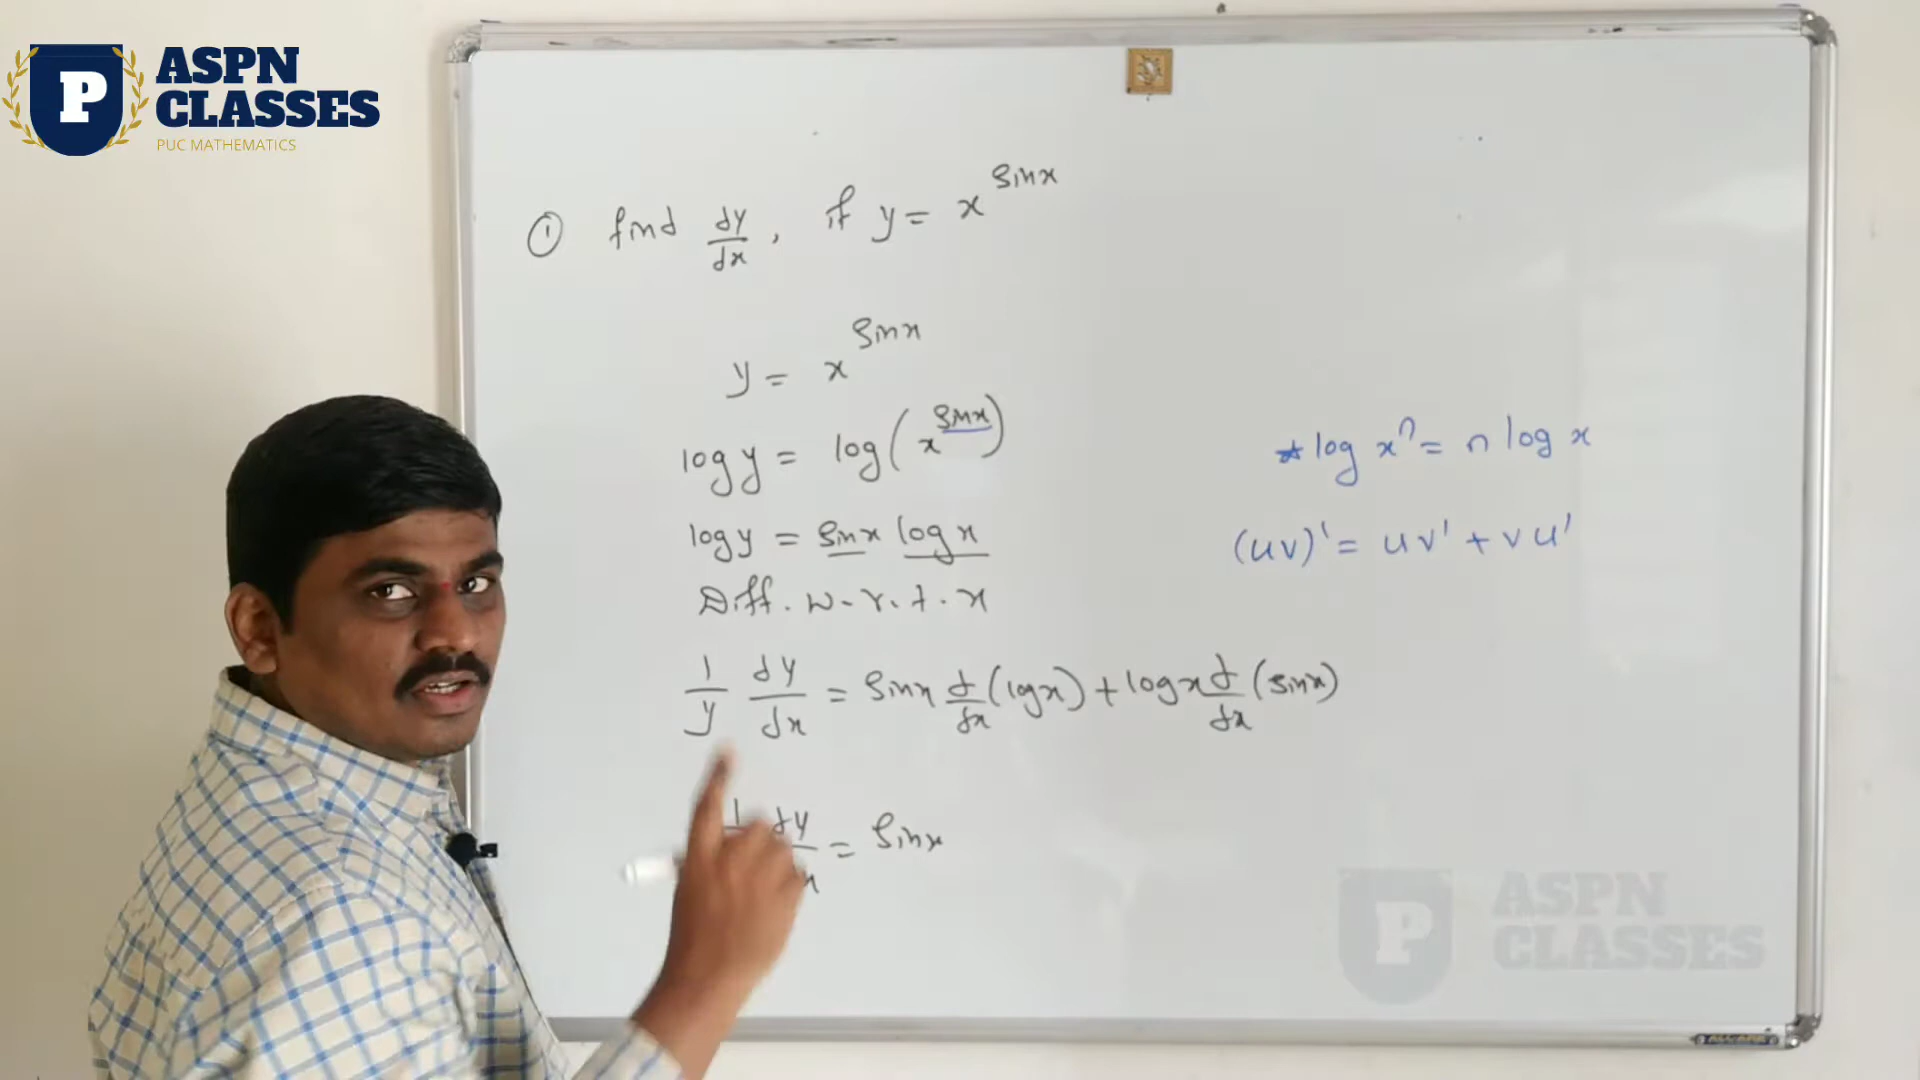 ASPN
CLASSES
PUC MATHEMATICS
P
① find dy/dx, if y = x^sinx
y = x^sinx
log y = log(x^sinx)
log y = sinx log x
Diff. w.r.t. x
1/y dy/dx = sinx d/dx (logx) + logx d/dx (sinx)
= sinx
* log x^n = n log x
(uv)' = uv' + vu'
P
ASPN
CLASSES